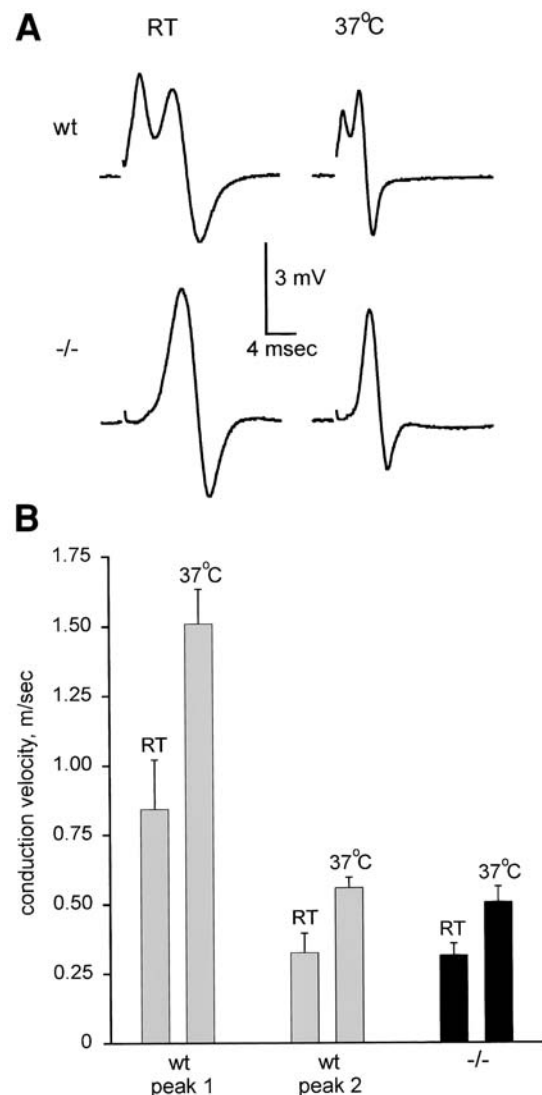 A
RT 37°C
wt
3 mV
4 msec
-/-
B
1.75
1.50
1.25
1.00
0.75
0.50
0.25
0
conduction velocity, m/sec
RT
37°C
RT
37°C
RT
37°C
wt
peak 1
wt
peak 2
-/-